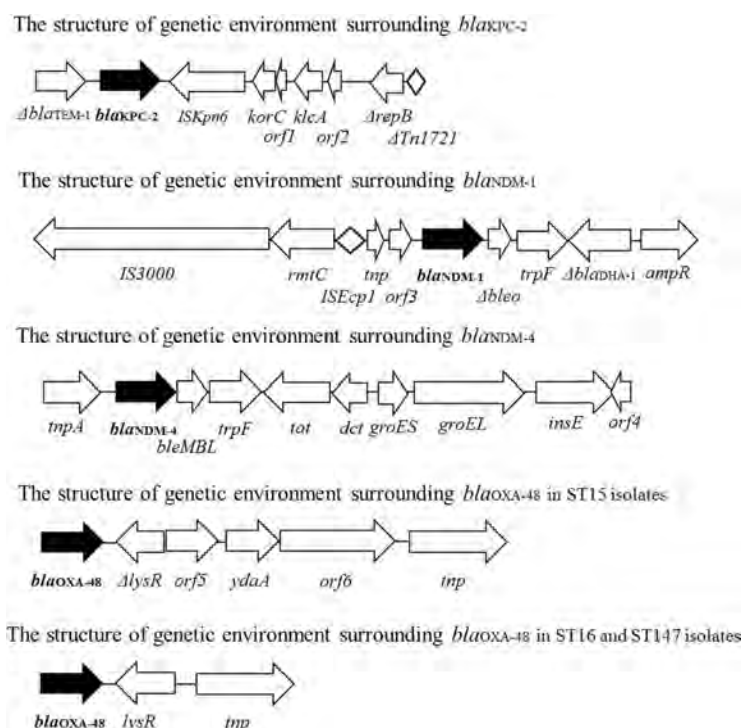 The structure of genetic environment surrounding blaKPC-2
ΔblaTEM-1 blaKPC-2 ISKpn6 korC klcA ΔrepB
orf1 orf2 ΔTn1721
The structure of genetic environment surrounding blaNDM-1
IS3000 rmtC tnp blaNDM-1 trpF ΔblaDHA-1 ampR
ISEcp1 orf3 Δbleo
The structure of genetic environment surrounding blaNDM-4
tnpA blaNDM-4 trpF tat dct groES groEL insE orf4
bleMBL
The structure of genetic environment surrounding blaOXA-48 in ST15 isolates
blaOXA-48 ΔlysR orf5 ydaA orf6 tnp
The structure of genetic environment surrounding blaOXA-48 in ST16 and ST147 isolates
blaOXA-48 lysR tnp